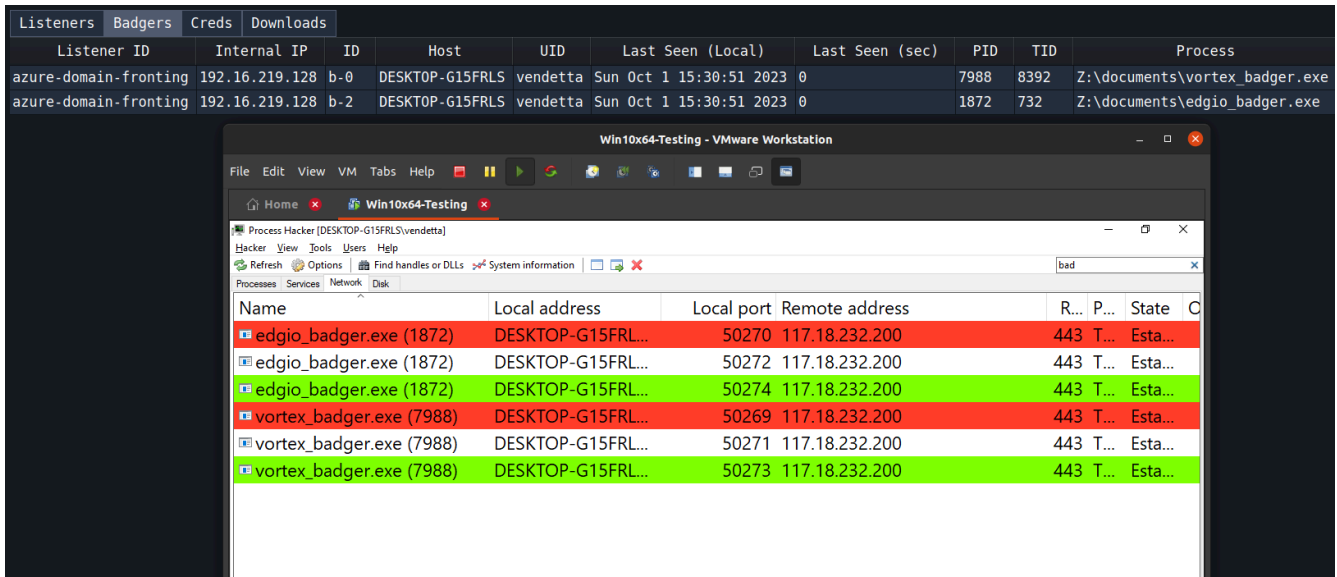 Listeners Badgers Creds Downloads
Listener ID Internal IP ID Host UID Last Seen (Local) Last Seen (sec) PID TID Process
azure-domain-fronting 192.16.219.128 b-0 DESKTOP-G15FRLS vendetta Sun Oct 1 15:30:51 2023 0 7988 8392 Z:\documents\vortex_badger.exe
azure-domain-fronting 192.16.219.128 b-2 DESKTOP-G15FRLS vendetta Sun Oct 1 15:30:51 2023 0 1872 732 Z:\documents\edgio_badger.exe
Win10x64-Testing - VMware Workstation
File Edit View VM Tabs Help
Home Win10x64-Testing
Process Hacker [DESKTOP-G15FRLS\vendetta]
Hacker View Tools Users Help
Refresh Options Find handles or DLLs System information bad
Processes Services Network Disk
Name Local address Local port Remote address R... P... State O
edgio_badger.exe (1872) DESKTOP-G15FRL... 50270 117.18.232.200 443 T... Esta...
edgio_badger.exe (1872) DESKTOP-G15FRL... 50272 117.18.232.200 443 T... Esta...
edgio_badger.exe (1872) DESKTOP-G15FRL... 50274 117.18.232.200 443 T... Esta...
vortex_badger.exe (7988) DESKTOP-G15FRL... 50269 117.18.232.200 443 T... Esta...
vortex_badger.exe (7988) DESKTOP-G15FRL... 50271 117.18.232.200 443 T... Esta...
vortex_badger.exe (7988) DESKTOP-G15FRL... 50273 117.18.232.200 443 T... Esta...